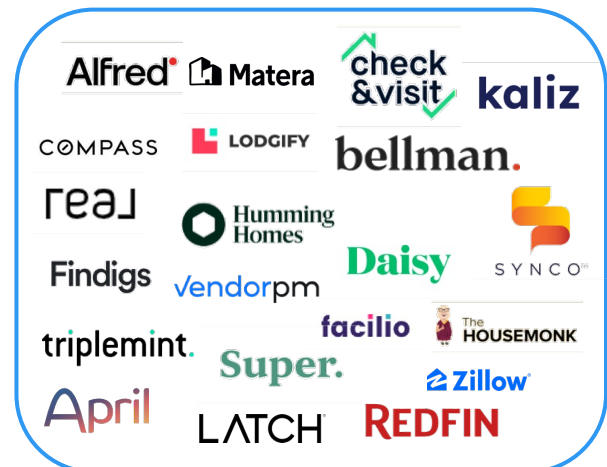 Alfred
Matera
check
&visit
kaliz
COMPASS
LODGIFY
bellman.
real
Humming
Homes
SYNCO™
Daisy
Findigs
vendorpm
facilio
The
HOUSEMONK
triplemint.
Super.
Zillow®
April
LATCH
REDFIN